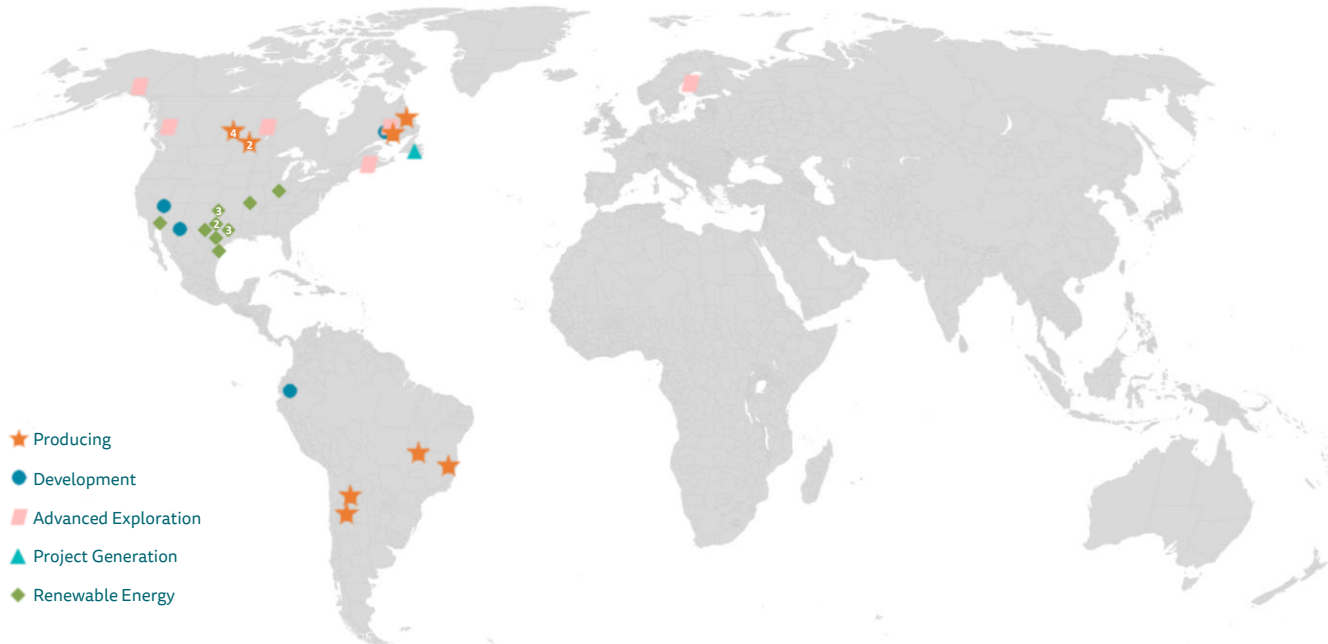 4
2
3
2
3
Producing
Development
Advanced Exploration
Project Generation
Renewable Energy